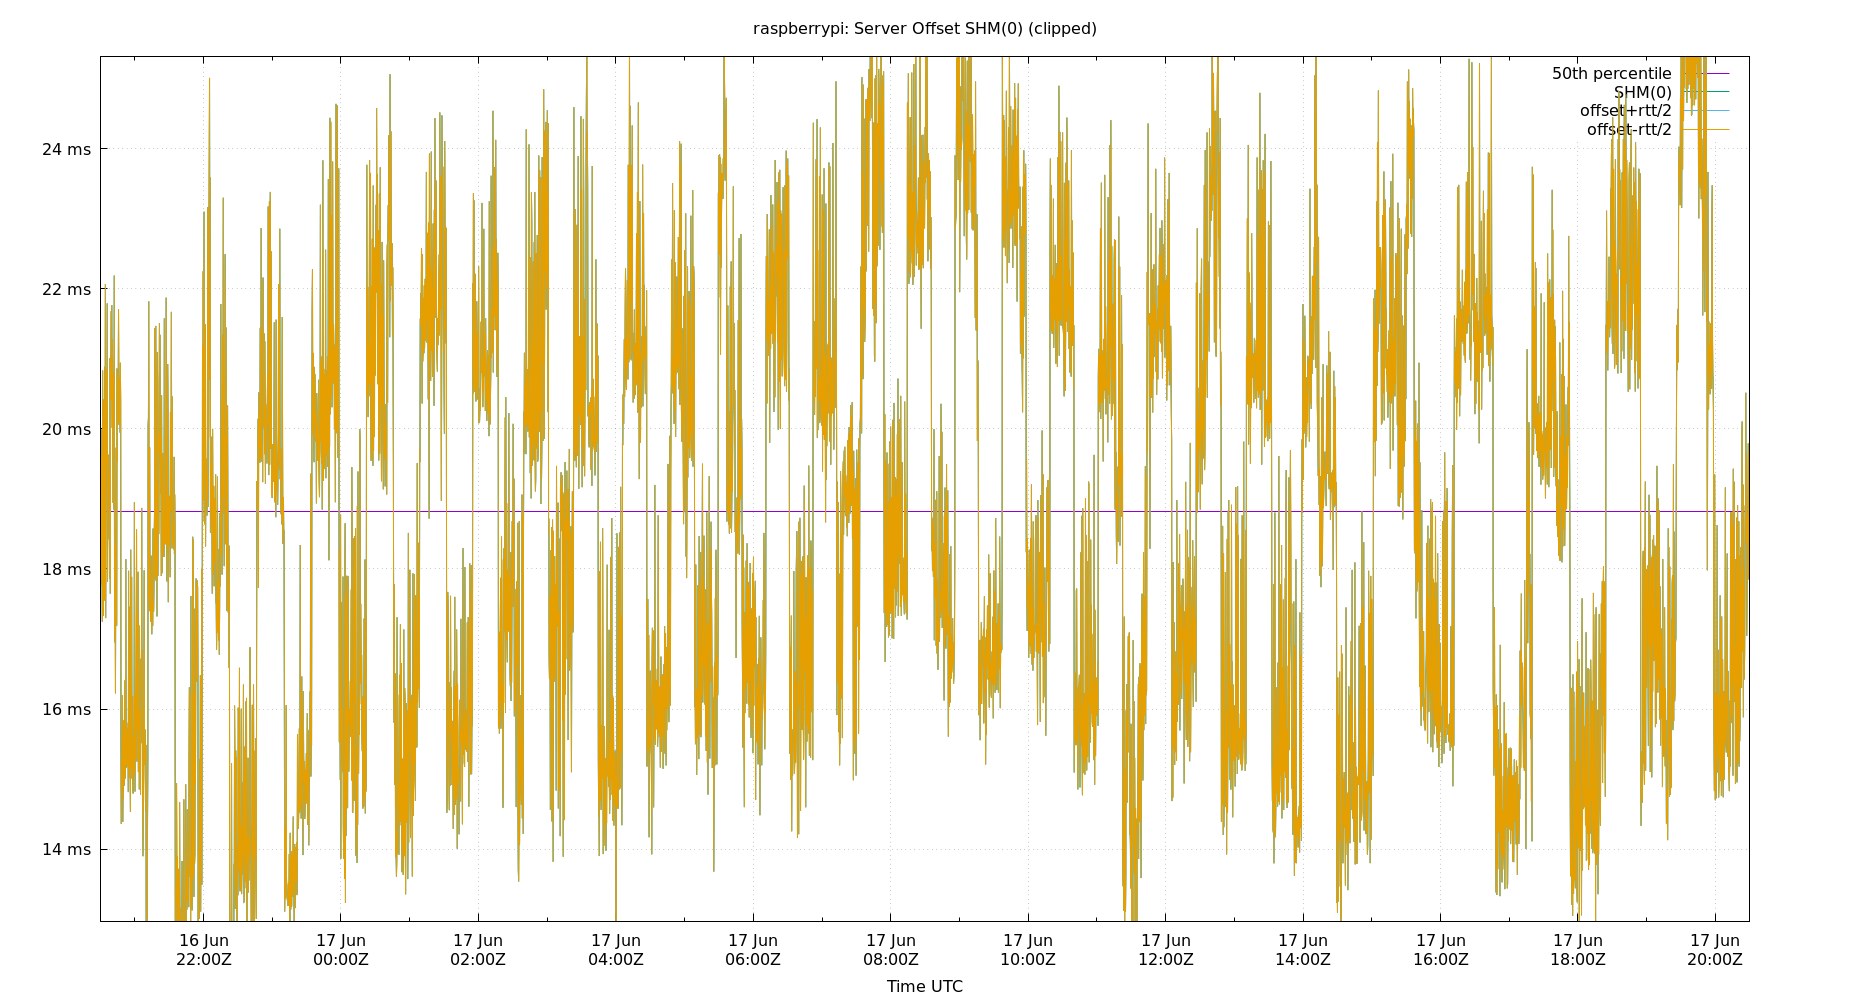 raspberrypi: Server Offset SHM(0) (clipped)
50th percentile
SHM(0)
offset+rtt/2
offset-rtt/2
24 ms
22 ms
20 ms
18 ms
16 ms
14 ms
16 Jun 17 Jun 17 Jun 17 Jun 17 Jun 17 Jun 17 Jun 17 Jun 17 Jun 17 Jun 17 Jun 17 Jun
22:00Z 00:00Z 02:00Z 04:00Z 06:00Z 08:00Z 10:00Z 12:00Z 14:00Z 16:00Z 18:00Z 20:00Z
Time UTC